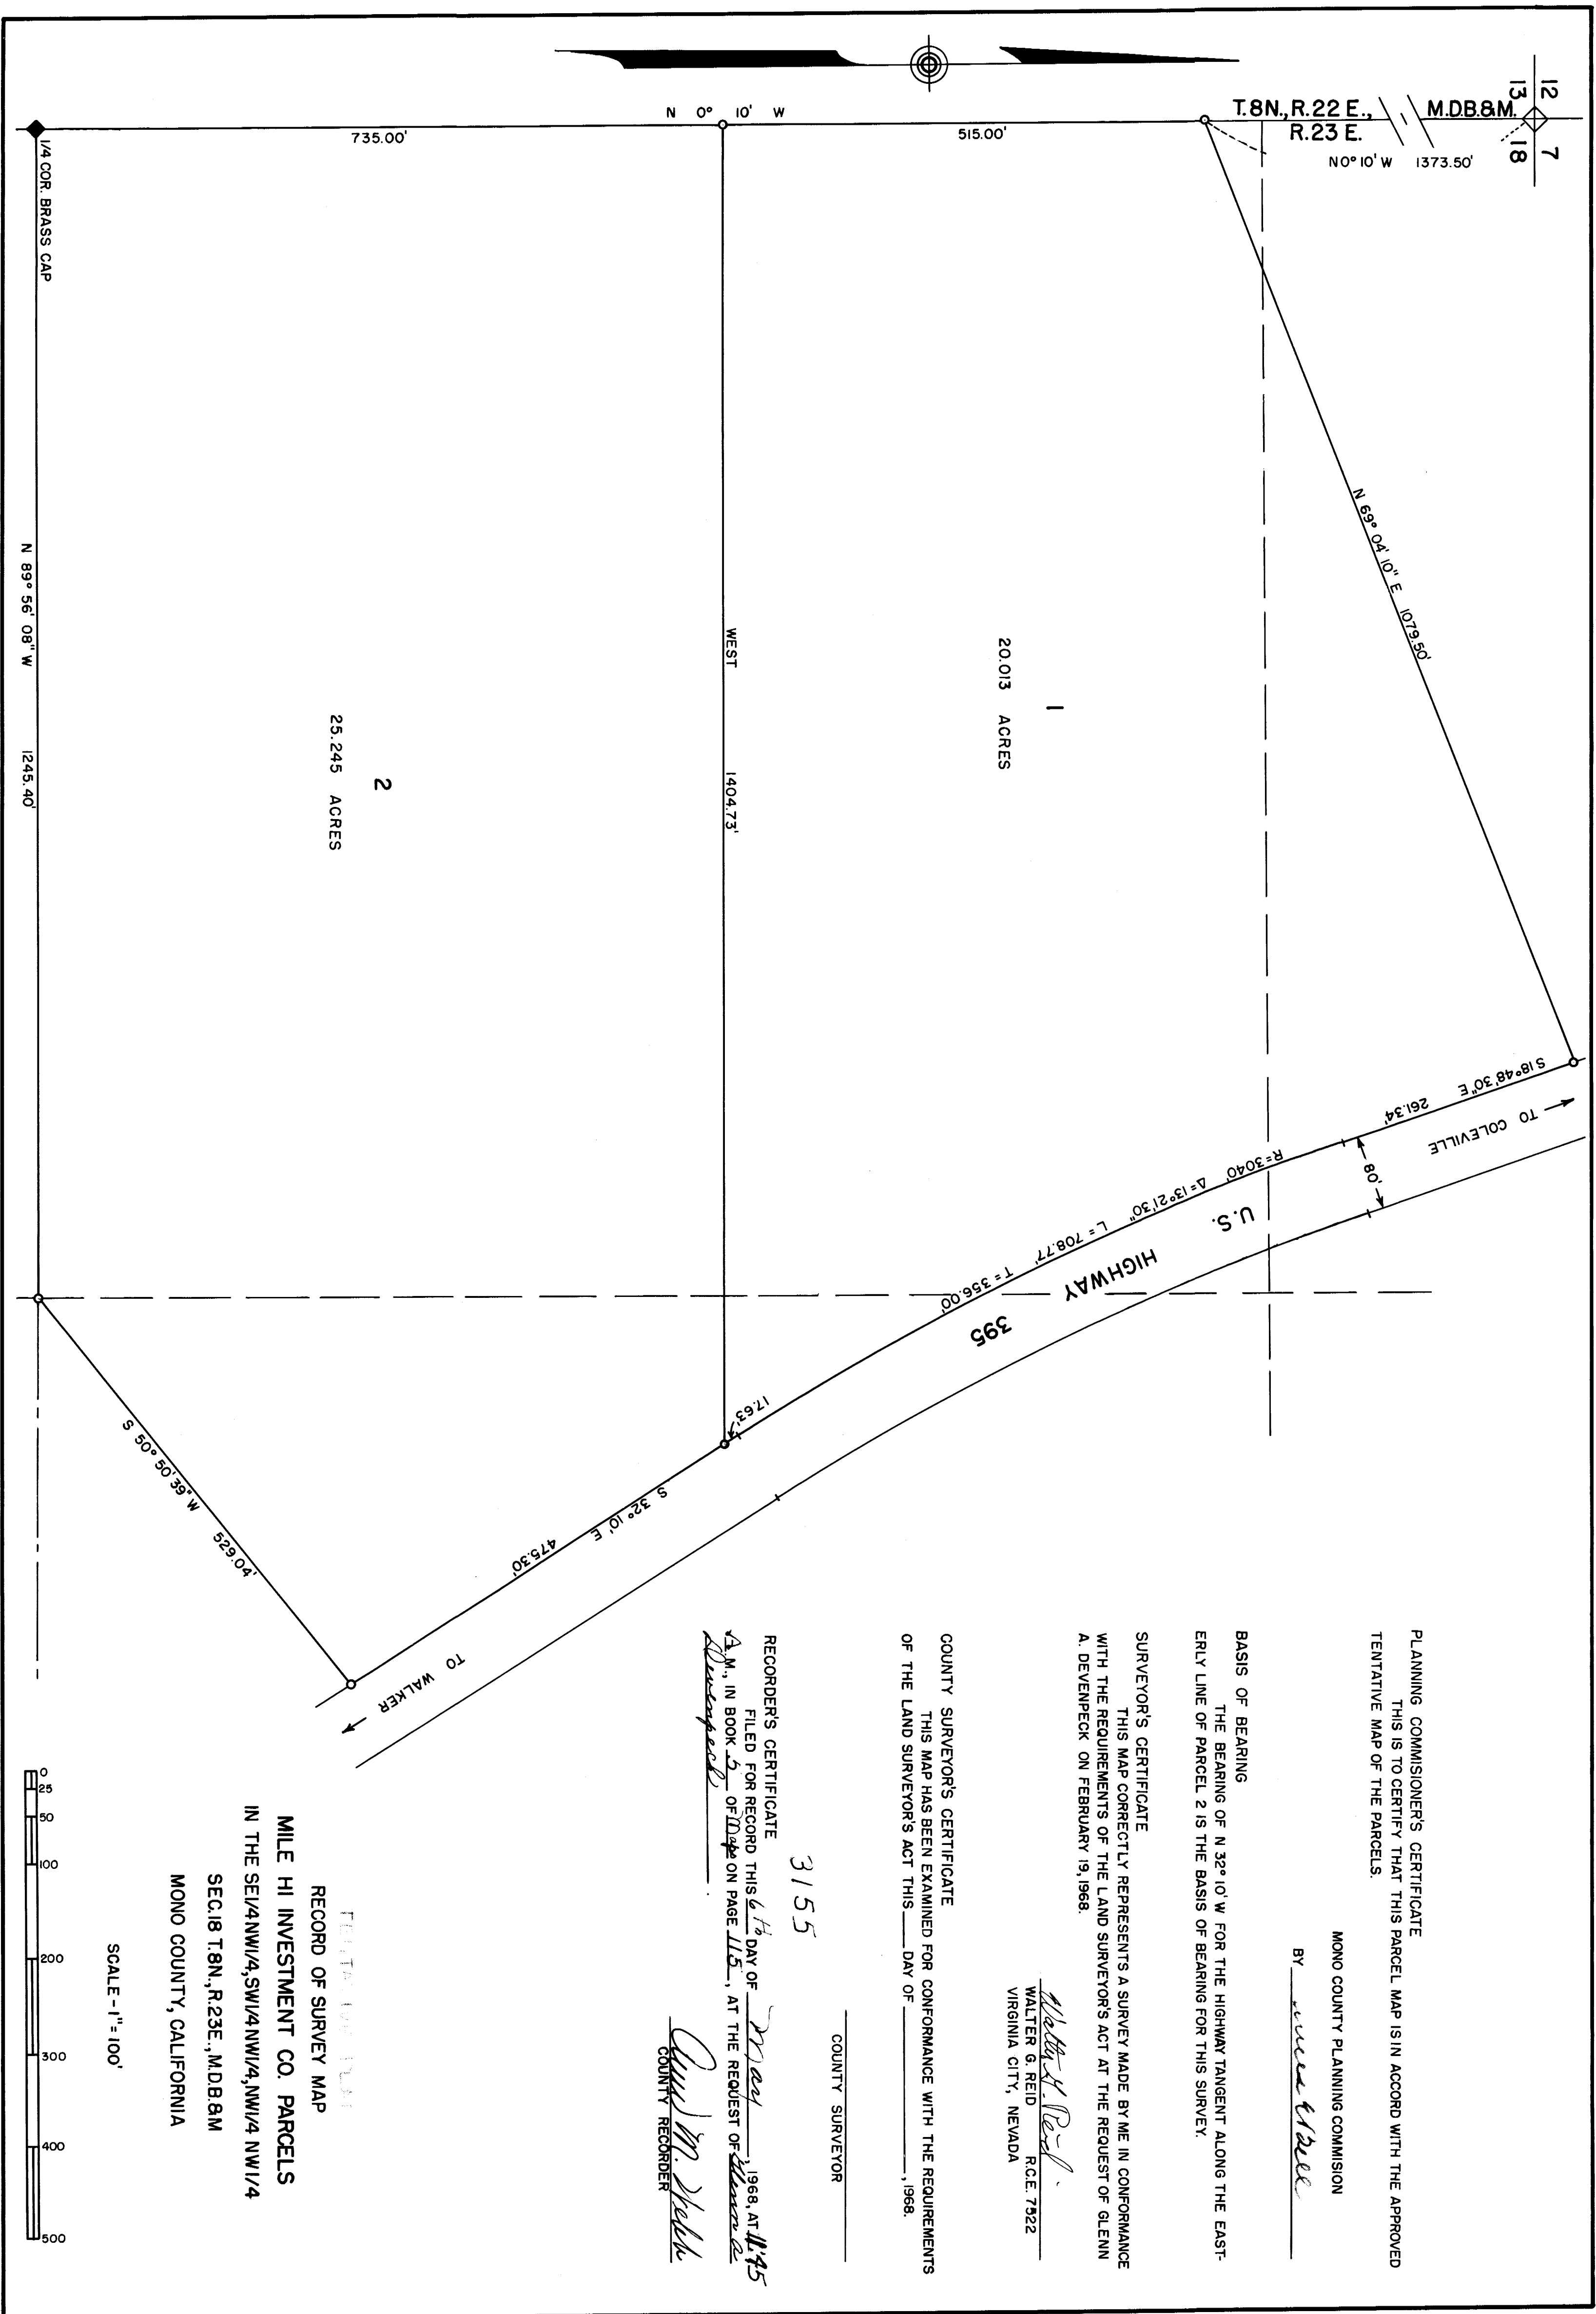 12
13
7
18
T.8N.,R.22 E., M.D.B.&M.
R.23 E.
N 0° 10' W 1373.50'
N 0° 10' W
735.00'
515.00'
1/4 COR. BRASS CAP
N 69° 04' 10" E 1079.50'
1
20.013 ACRES
WEST 1404.73'
2
25.245 ACRES
N 89° 56' 08" W 1245.40'
S 18° 48' 30" E 261.34'
TO COLEVILLE
80'
R=3040' Δ=13°21'30" L = 708.77' T = 356.00'
U.S. HIGHWAY 395
17.63'
S 32° 10' E 475.30'
TO WALKER
S 50° 50' 39" W 529.04'
PLANNING COMMISIONER'S CERTIFICATE
THIS IS TO CERTIFY THAT THIS PARCEL MAP IS IN ACCORD WITH THE APPROVED
TENTATIVE MAP OF THE PARCELS.
MONO COUNTY PLANNING COMMISION
BY
BASIS OF BEARING
THE BEARING OF N 32° 10' W FOR THE HIGHWAY TANGENT ALONG THE EAST-
ERLY LINE OF PARCEL 2 IS THE BASIS OF BEARING FOR THIS SURVEY.
SURVEYOR'S CERTIFICATE
THIS MAP CORRECTLY REPRESENTS A SURVEY MADE BY ME IN CONFORMANCE
WITH THE REQUIREMENTS OF THE LAND SURVEYOR'S ACT AT THE REQUEST OF GLENN
A. DEVENPECK ON FEBRUARY 19, 1968.
Walter G. Reid
WALTER G. REID R.C.E. 7522
VIRGINIA CITY, NEVADA
COUNTY SURVEYOR'S CERTIFICATE
THIS MAP HAS BEEN EXAMINED FOR CONFORMANCE WITH THE REQUIREMENTS
OF THE LAND SURVEYOR'S ACT THIS ____ DAY OF ________, 1968.
COUNTY SURVEYOR
3155
RECORDER'S CERTIFICATE
FILED FOR RECORD THIS 6th DAY OF May, 1968, AT 11:45
A.M., IN BOOK 5 OF Maps ON PAGE 115, AT THE REQUEST OF Glenn A
Devenpeck.
COUNTY RECORDER
RECORD OF SURVEY MAP
MILE HI INVESTMENT CO. PARCELS
IN THE SE1/4NW1/4,SW1/4NW1/4,NW1/4 NW1/4
SEC.18 T.8N., R.23E., M.D.B.&M
MONO COUNTY, CALIFORNIA
SCALE - 1" = 100'
0 25 50 100 200 300 400 500